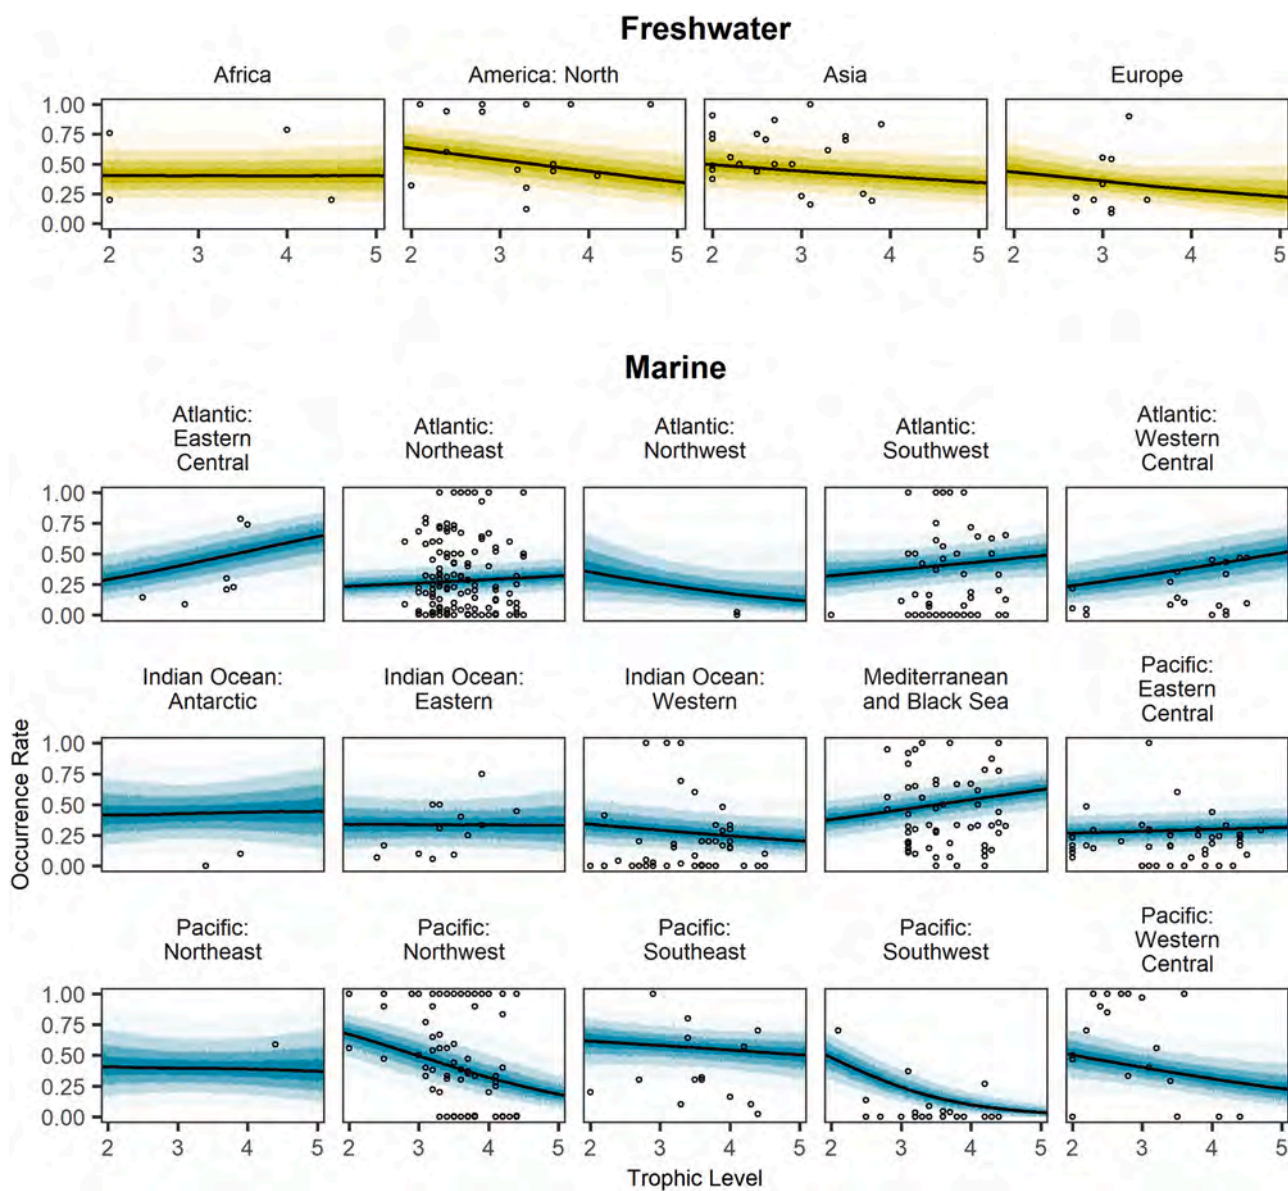 Freshwater
Africa
America: North
Asia
Europe
1.00
0.75
0.50
0.25
0.00
2 3 4 5
2 3 4 5
2 3 4 5
2 3 4 5
Marine
Atlantic:
Eastern
Central
Atlantic:
Northeast
Atlantic:
Northwest
Atlantic:
Southwest
Atlantic:
Western
Central
1.00
0.75
0.50
0.25
0.00
Indian Ocean:
Antarctic
Indian Ocean:
Eastern
Indian Ocean:
Western
Mediterranean
and Black Sea
Pacific:
Eastern
Central
Occurrence Rate
1.00
0.75
0.50
0.25
0.00
Pacific:
Northeast
Pacific:
Northwest
Pacific:
Southeast
Pacific:
Southwest
Pacific:
Western
Central
1.00
0.75
0.50
0.25
0.00
2 3 4 5
2 3 4 5
2 3 4 5
2 3 4 5
2 3 4 5
Trophic Level